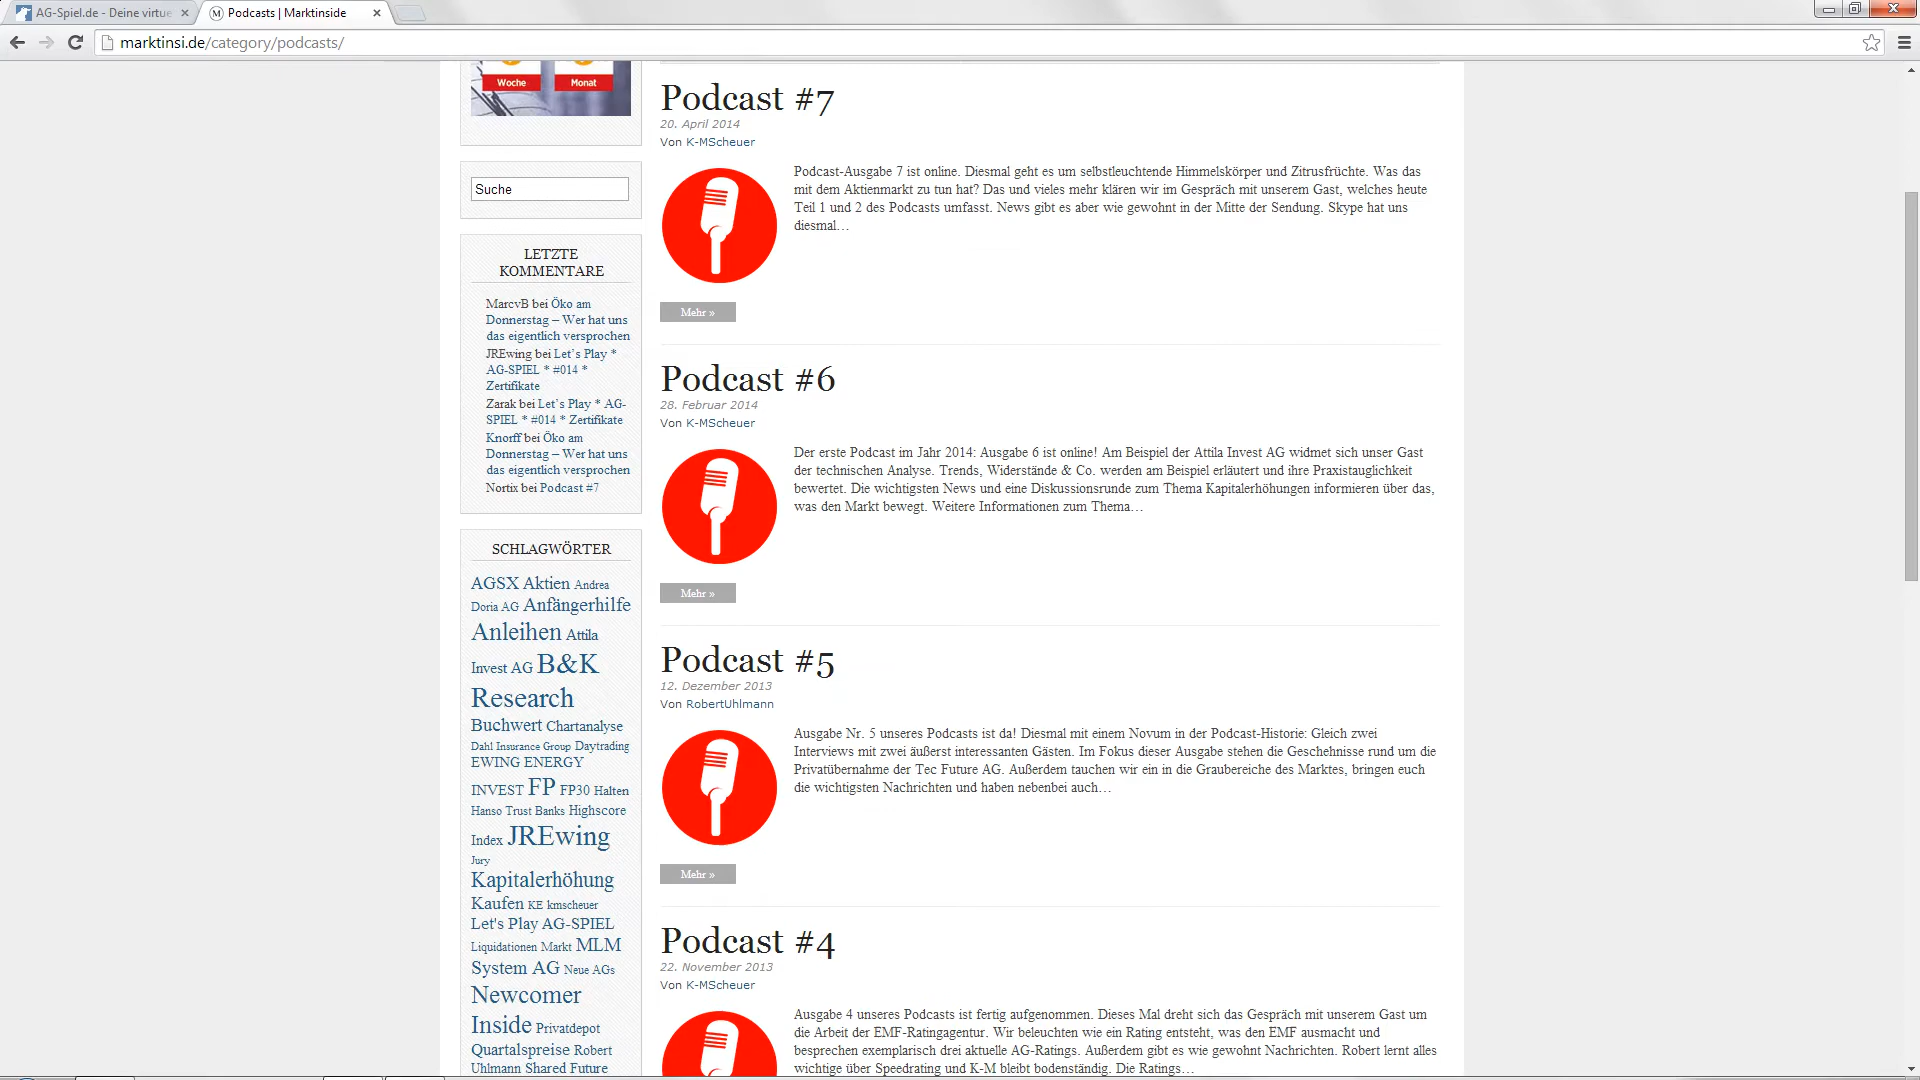 AG-Spiel.de - Deine virtue
Podcasts | Marktinside
marktinsi.de/category/podcasts/
Woche
Monat
Suche
LETZTE
KOMMENTARE
MarcvB bei Öko am
Donnerstag – Wer hat uns
das eigentlich versprochen
JREwing bei Let’s Play *
AG-SPIEL * #014 *
Zertifikate
Zarak bei Let’s Play * AG-
SPIEL * #014 * Zertifikate
Knorff bei Öko am
Donnerstag – Wer hat uns
das eigentlich versprochen
Nortix bei Podcast #7
SCHLAGWÖRTER
AGSX Aktien Andrea
Doria AG Anfängerhilfe
Anleihen Attila
Invest AG B&K
Research
Buchwert Chartanalyse
Dahl Insurance Group Daytrading
EWING ENERGY
INVEST FP FP30 Halten
Hanso Trust Banks Highscore
Index JREwing
Jury
Kapitalerhöhung
Kaufen KE kmscheuer
Let's Play AG-SPIEL
Liquidationen Markt MLM
System AG Neue AGs
Newcomer
Inside Privatdepot
Quartalspreise Robert
Uhlmann Shared Future
Podcast #7
20. April 2014
Von K-MScheuer
Podcast-Ausgabe 7 ist online. Diesmal geht es um selbstleuchtende Himmelskörper und Zitrusfrüchte. Was das
mit dem Aktienmarkt zu tun hat? Das und vieles mehr klären wir im Gespräch mit unserem Gast, welches heute
Teil 1 und 2 des Podcasts umfasst. News gibt es aber wie gewohnt in der Mitte der Sendung. Skype hat uns
diesmal…
Mehr »
Podcast #6
28. Februar 2014
Von K-MScheuer
Der erste Podcast im Jahr 2014: Ausgabe 6 ist online! Am Beispiel der Attila Invest AG widmet sich unser Gast
der technischen Analyse. Trends, Widerstände & Co. werden am Beispiel erläutert und ihre Praxistauglichkeit
bewertet. Die wichtigsten News und eine Diskussionsrunde zum Thema Kapitalerhöhungen informieren über das,
was den Markt bewegt. Weitere Informationen zum Thema…
Mehr »
Podcast #5
12. Dezember 2013
Von RobertUhlmann
Ausgabe Nr. 5 unseres Podcasts ist da! Diesmal mit einem Novum in der Podcast-Historie: Gleich zwei
Interviews mit zwei äußerst interessanten Gästen. Im Fokus dieser Ausgabe stehen die Geschehnisse rund um die
Privatübernahme der Tec Future AG. Außerdem tauchen wir ein in die Graubereiche des Marktes, bringen euch
die wichtigsten Nachrichten und haben nebenbei auch…
Mehr »
Podcast #4
22. November 2013
Von K-MScheuer
Ausgabe 4 unseres Podcasts ist fertig aufgenommen. Dieses Mal dreht sich das Gespräch mit unserem Gast um
die Arbeit der EMF-Ratingagentur. Wir beleuchten wie ein Rating entsteht, was den EMF ausmacht und
besprechen exemplarisch drei aktuelle AG-Ratings. Außerdem gibt es wie gewohnt Nachrichten. Robert lernt alles
wichtige über Speedrating und K-M bleibt bodenständig. Die Ratings…